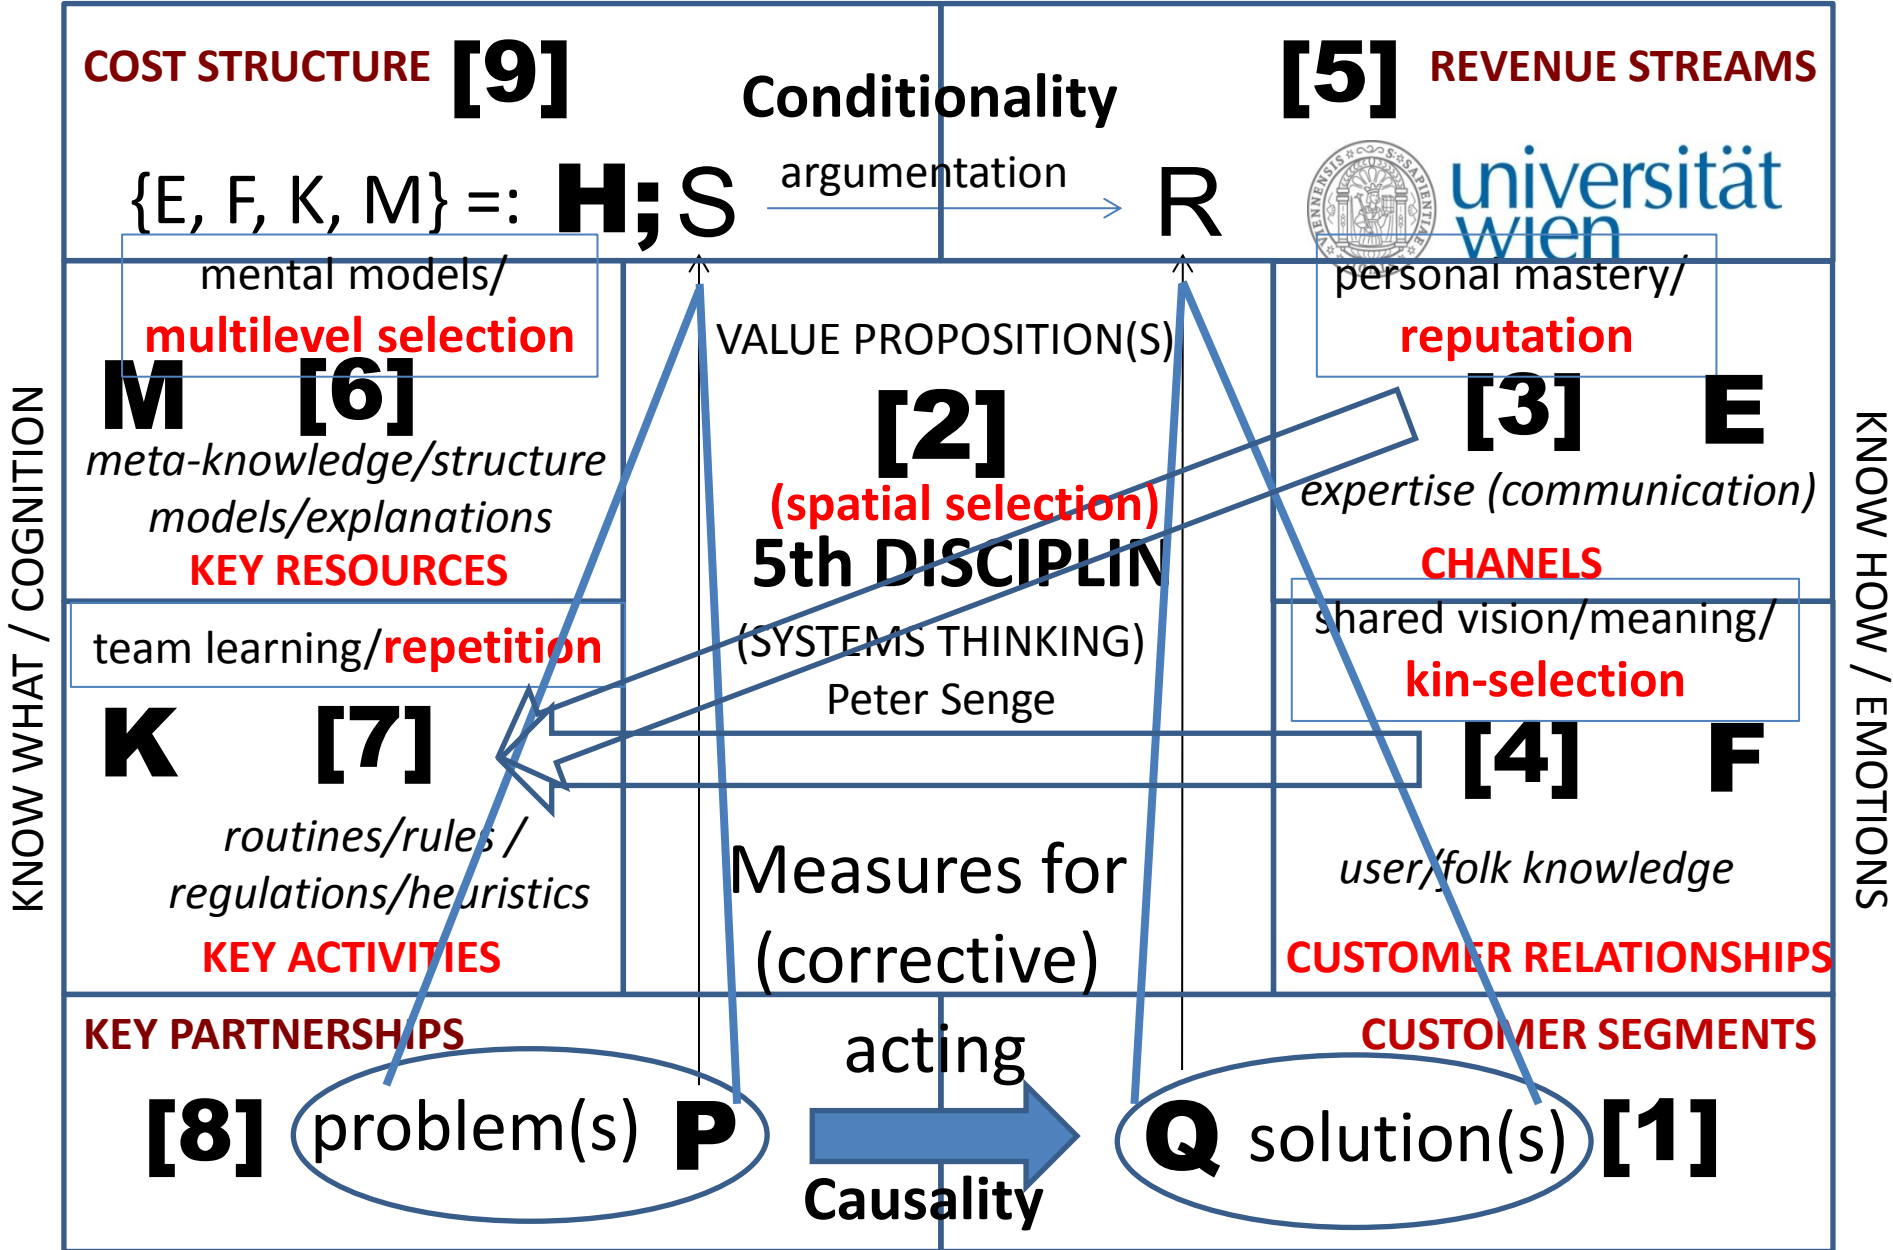 COST STRUCTURE [9]
[5] REVENUE STREAMS
Conditionality
{E, F, K, M} =: H; S
argumentation
R
VIENNENSIS SAPIENTIAE
universität
wien
mental models/
multilevel selection
M [6]
meta-knowledge/structure
models/explanations
KEY RESOURCES
VALUE PROPOSITION(S)
[2]
(spatial selection)
5th DISCIPLIN
(SYSTEMS THINKING)
Peter Senge
personal mastery/
reputation
[3] E
expertise (communication)
CHANELS
team learning/repetition
K [7]
routines/rules /
regulations/heuristics
KEY ACTIVITIES
Measures for
(corrective)
acting
shared vision/meaning/
kin-selection
[4] F
user/folk knowledge
CUSTOMER RELATIONSHIPS
KEY PARTNERSHIPS
[8] problem(s) P
Causality
CUSTOMER SEGMENTS
Q solution(s) [1]
KNOW WHAT / COGNITION
KNOW HOW / EMOTIONS